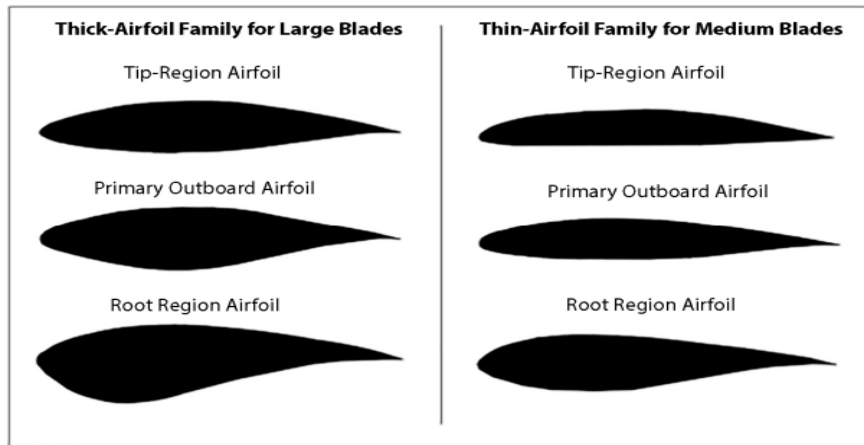 Thick-Airfoil Family for Large Blades
Tip-Region Airfoil
Primary Outboard Airfoil
Root Region Airfoil
Thin-Airfoil Family for Medium Blades
Tip-Region Airfoil
Primary Outboard Airfoil
Root Region Airfoil